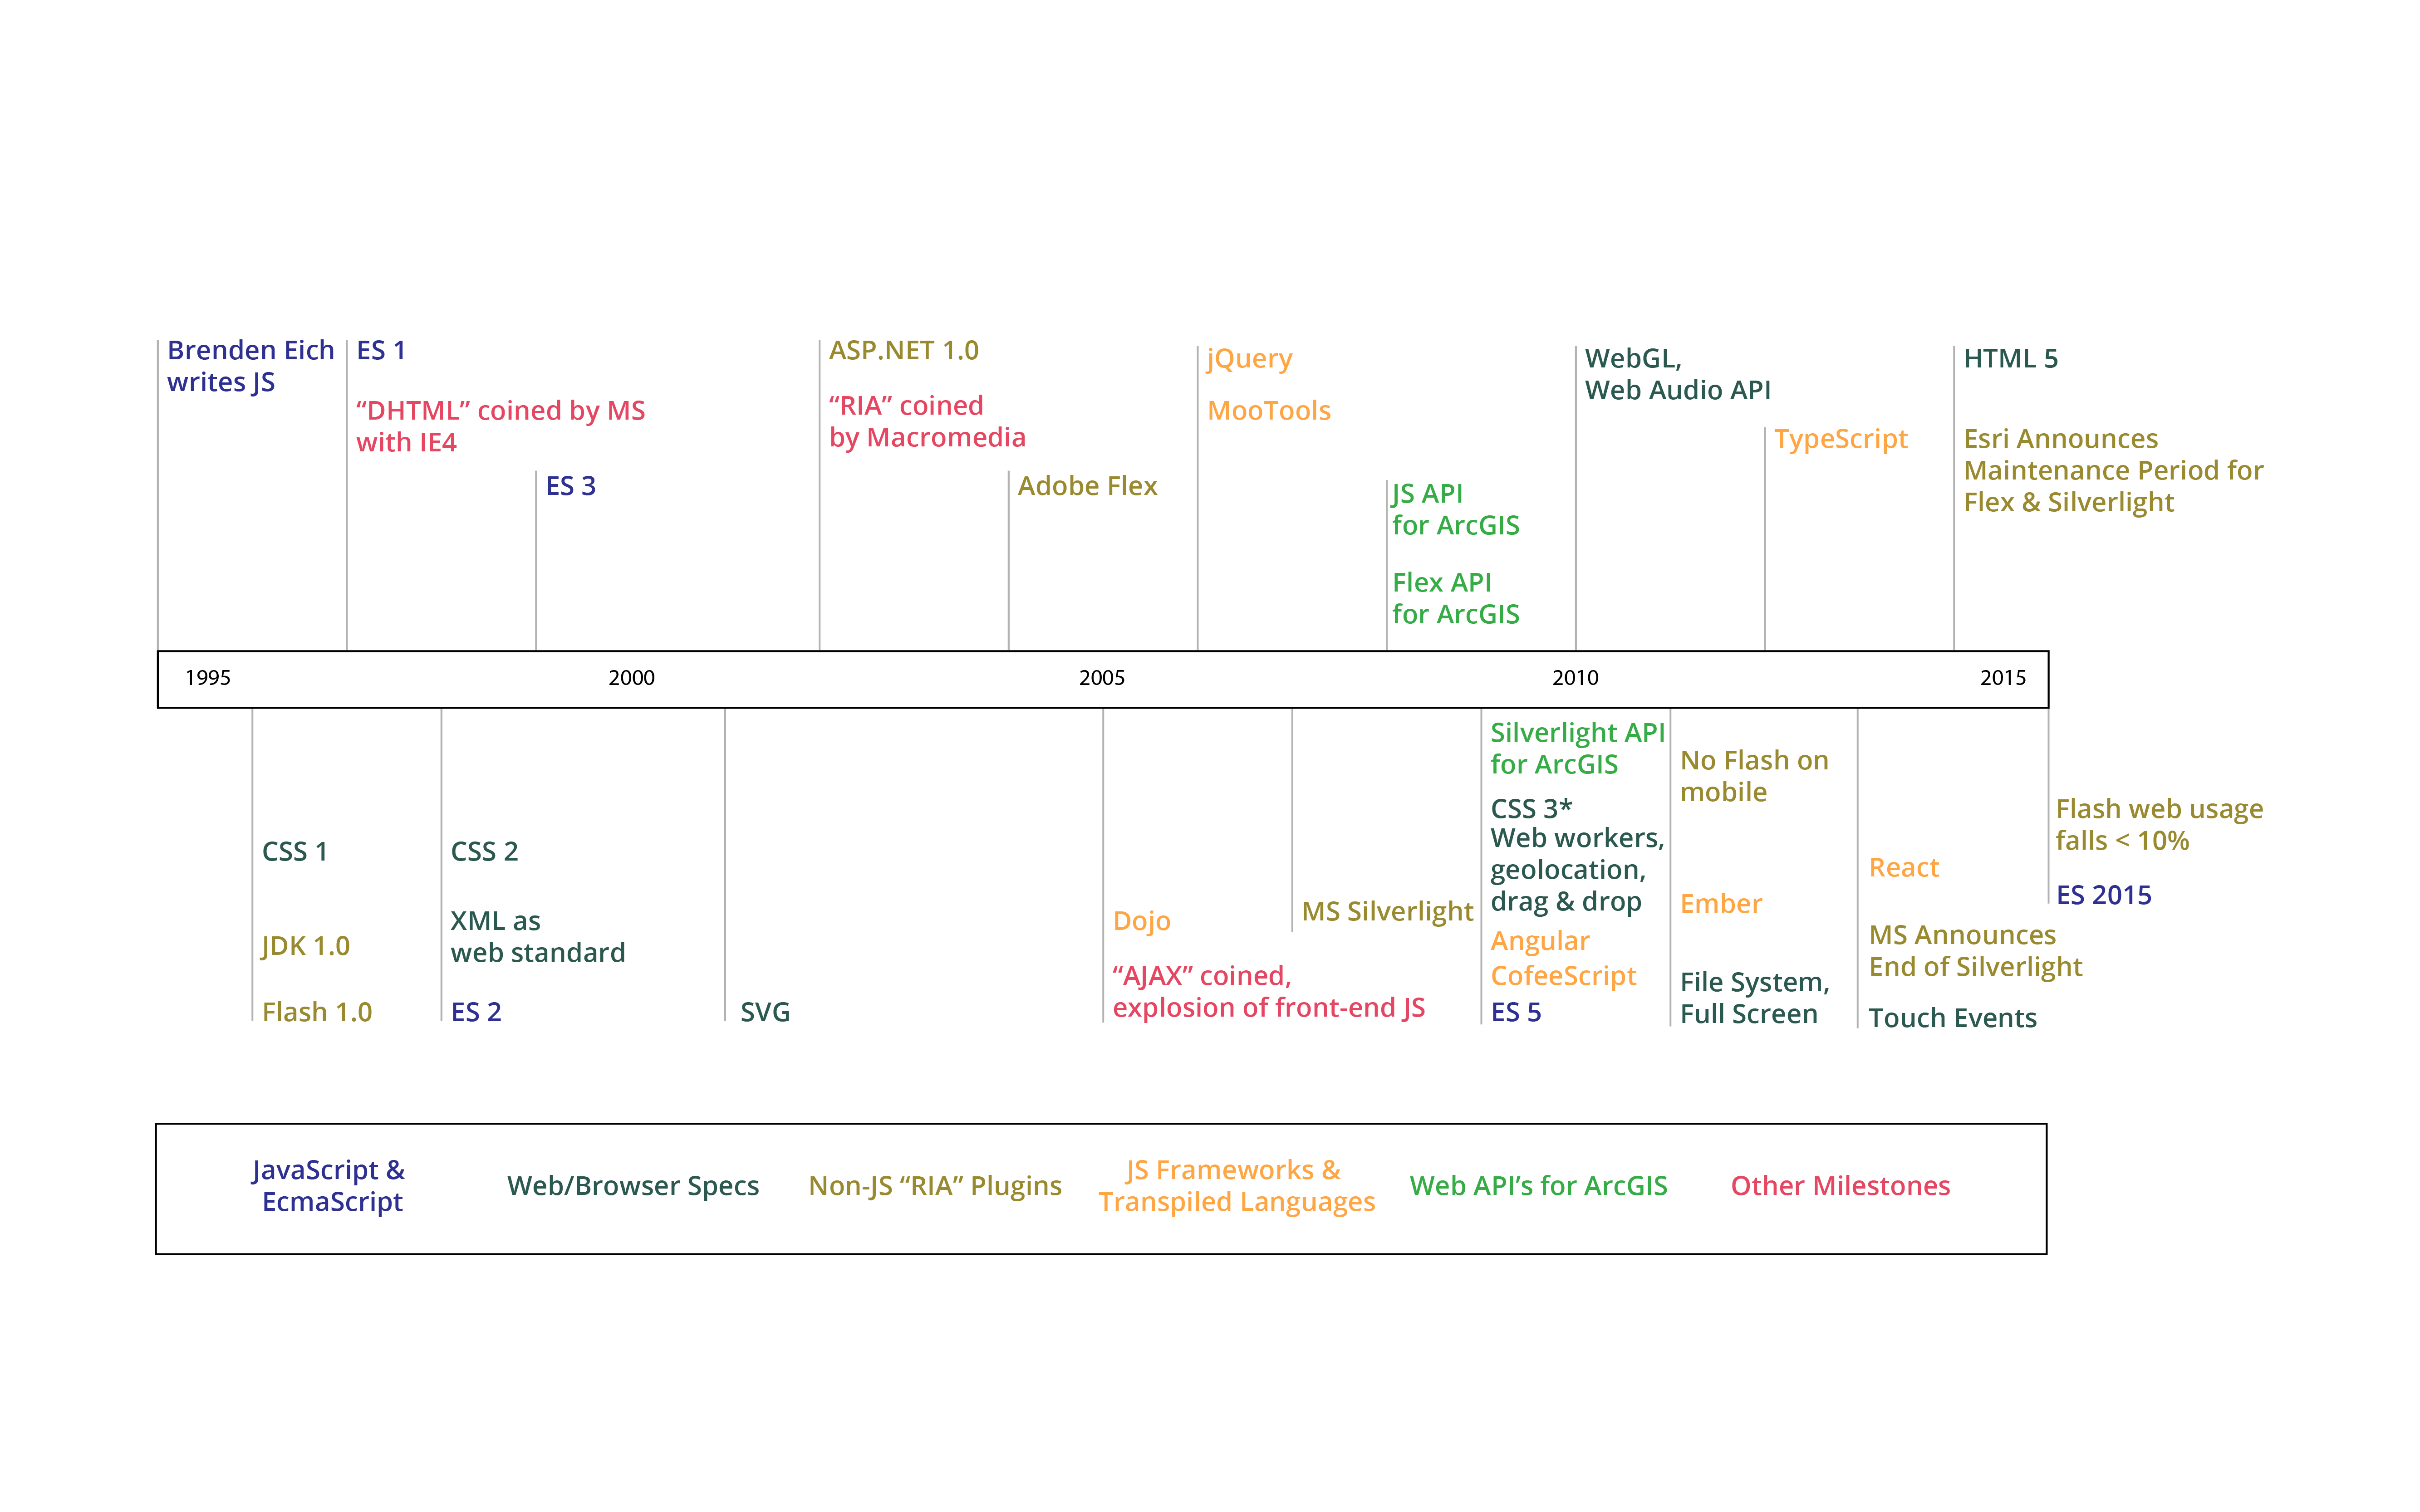 Brenden Eich
writes JS
ES 1
“DHTML” coined by MS
with IE4
ES 3
ASP.NET 1.0
“RIA” coined
by Macromedia
Adobe Flex
jQuery
MooTools
JS API
for ArcGIS
Flex API
for ArcGIS
WebGL,
Web Audio API
TypeScript
HTML 5
Esri Announces
Maintenance Period for
Flex & Silverlight
1995
2000
2005
2010
2015
CSS 1
JDK 1.0
Flash 1.0
CSS 2
XML as
web standard
ES 2
SVG
Dojo
“AJAX” coined,
explosion of front-end JS
MS Silverlight
Silverlight API
for ArcGIS
CSS 3*
Web workers,
geolocation,
drag & drop
Angular
CofeeScript
ES 5
No Flash on
mobile
Ember
File System,
Full Screen
React
MS Announces
End of Silverlight
Touch Events
Flash web usage
falls < 10%
ES 2015
JavaScript &
EcmaScript
Web/Browser Specs
Non-JS “RIA” Plugins
JS Frameworks &
Transpiled Languages
Web API’s for ArcGIS
Other Milestones